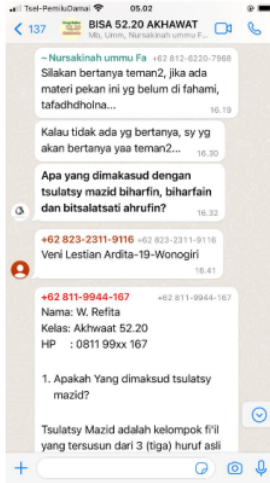 Tsel-PemiluDamai 05.02
137 BISA 52.20 AKHAWAT
Mb, Umm, Nursakinah ummu F...
~Nursakinah ummu Fa +62 812-6220-7968
Silakan bertanya teman2, jika ada
materi pekan ini yg belum di fahami,
tafadhdholna...
16.19
Kalau tidak ada yg bertanya, sy yg
akan bertanya yaa teman2...
16.30
Apa yang dimakasud dengan
tsulatsy mazid biharfin, biharfain
dan bitsalatsati ahrufin?
16.32
+62 823-2311-9116 +62 823-2311-9116
Veni Lestian Ardita-19-Wonogiri
16.41
+62 811-9944-167 +62 811-9944-167
Nama: W. Refita
Kelas: Akhwaat 52.20
HP : 0811 99xx 167
1. Apakah Yang dimaksud tsulatsy
mazid?
Tsulatsy Mazid adalah kelompok fi'il
yang tersusun dari 3 (tiga) huruf asli